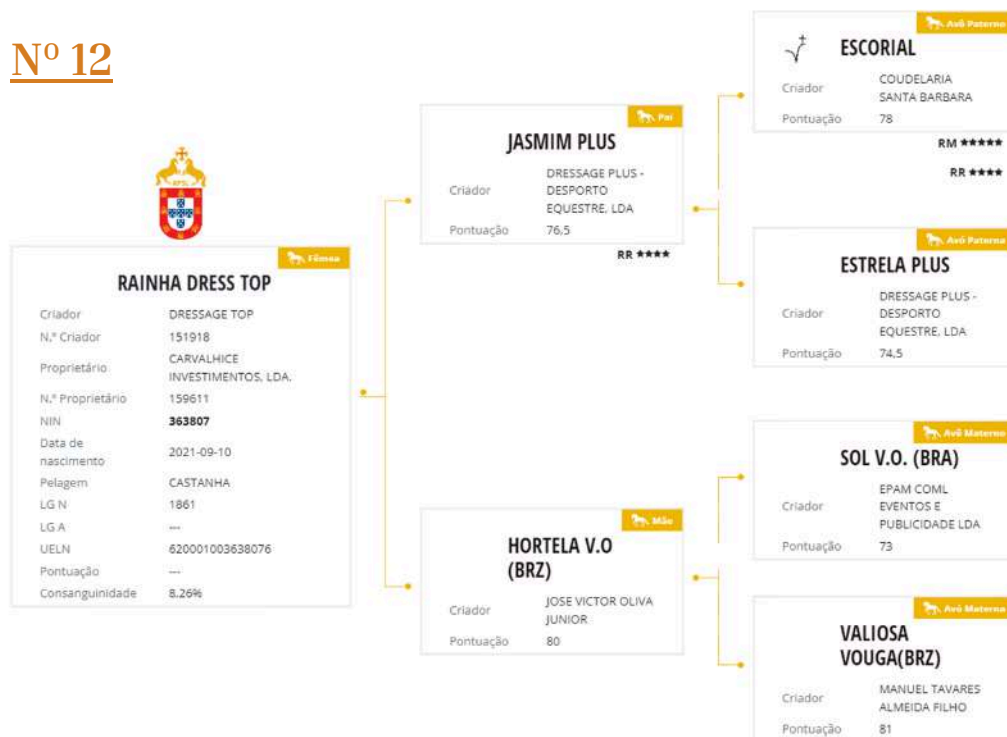 Nº 12
Fêmea
RAINHA DRESS TOP
Criador DRESSAGE TOP
N.º Criador 151918
Proprietário CARVALHICE
INVESTIMENTOS, LDA.
N.º Proprietário 159611
NIN 363807
Data de
nascimento 2021-09-10
Pelagem CASTANHA
LG N 1861
LG A ---
UELN 620001003638076
Pontuação ---
Consanguinidade 8.26%
Pai
JASMIM PLUS
Criador DRESSAGE PLUS -
DESPORTO
EQUESTRE, LDA
Pontuação 76,5
RR ★★★★
Mãe
HORTELA V.O
(BRZ)
Criador JOSE VICTOR OLIVA
JUNIOR
Pontuação 80
Avô Paterno
ESCORIAL
Criador COUDELARIA
SANTA BARBARA
Pontuação 78
RM ★★★★★
RR ★★★★
Avó Paterna
ESTRELA PLUS
Criador DRESSAGE PLUS -
DESPORTO
EQUESTRE, LDA
Pontuação 74,5
Avô Materno
SOL V.O. (BRA)
Criador EPAM COML
EVENTOS E
PUBLICIDADE LDA
Pontuação 73
Avó Materna
VALIOSA
VOUGA(BRZ)
Criador MANUEL TAVARES
ALMEIDA FILHO
Pontuação 81